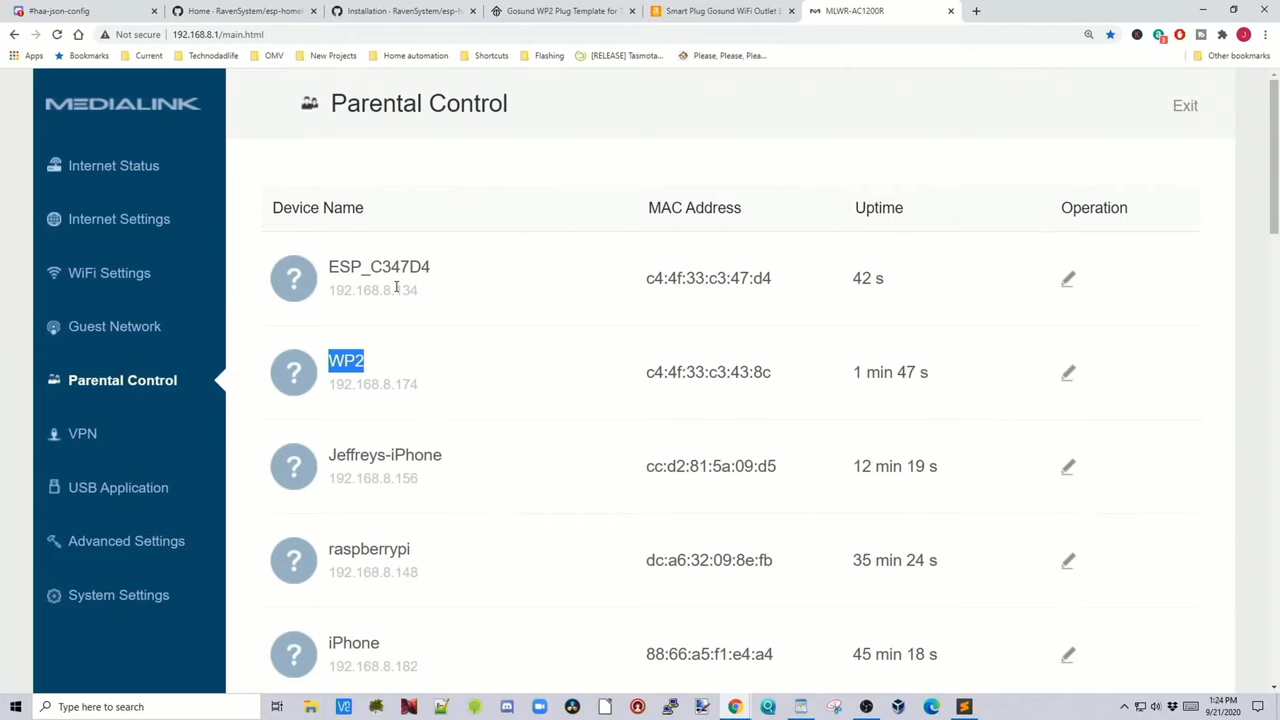 #haa-json-config
Home · RavenSystem/esp-home
Installation · RavenSystem/esp-h
Gosund WP2 Plug Template for T
Smart Plug Gosund WiFi Outlet E
MLWR-AC1200R
Not secure | 192.168.8.1/main.html
Apps
Bookmarks
Current
Technodadlife
OMV
New Projects
Home automation
Shortcuts
Flashing
[RELEASE] Tasmota...
Please, Please, Plea...
Other bookmarks
MEDIALINK
Parental Control
Exit
Internet Status
Internet Settings
WiFi Settings
Guest Network
Parental Control
VPN
USB Application
Advanced Settings
System Settings
Device Name MAC Address Uptime Operation
ESP_C347D4
192.168.8.134
c4:4f:33:c3:47:d4 42 s
WP2
192.168.8.174
c4:4f:33:c3:43:8c 1 min 47 s
Jeffreys-iPhone
192.168.8.156
cc:d2:81:5a:09:d5 12 min 19 s
raspberrypi
192.168.8.148
dc:a6:32:09:8e:fb 35 min 24 s
iPhone
192.168.8.182
88:66:a5:f1:e4:a4 45 min 18 s
Type here to search
1:24 PM
9/21/2020